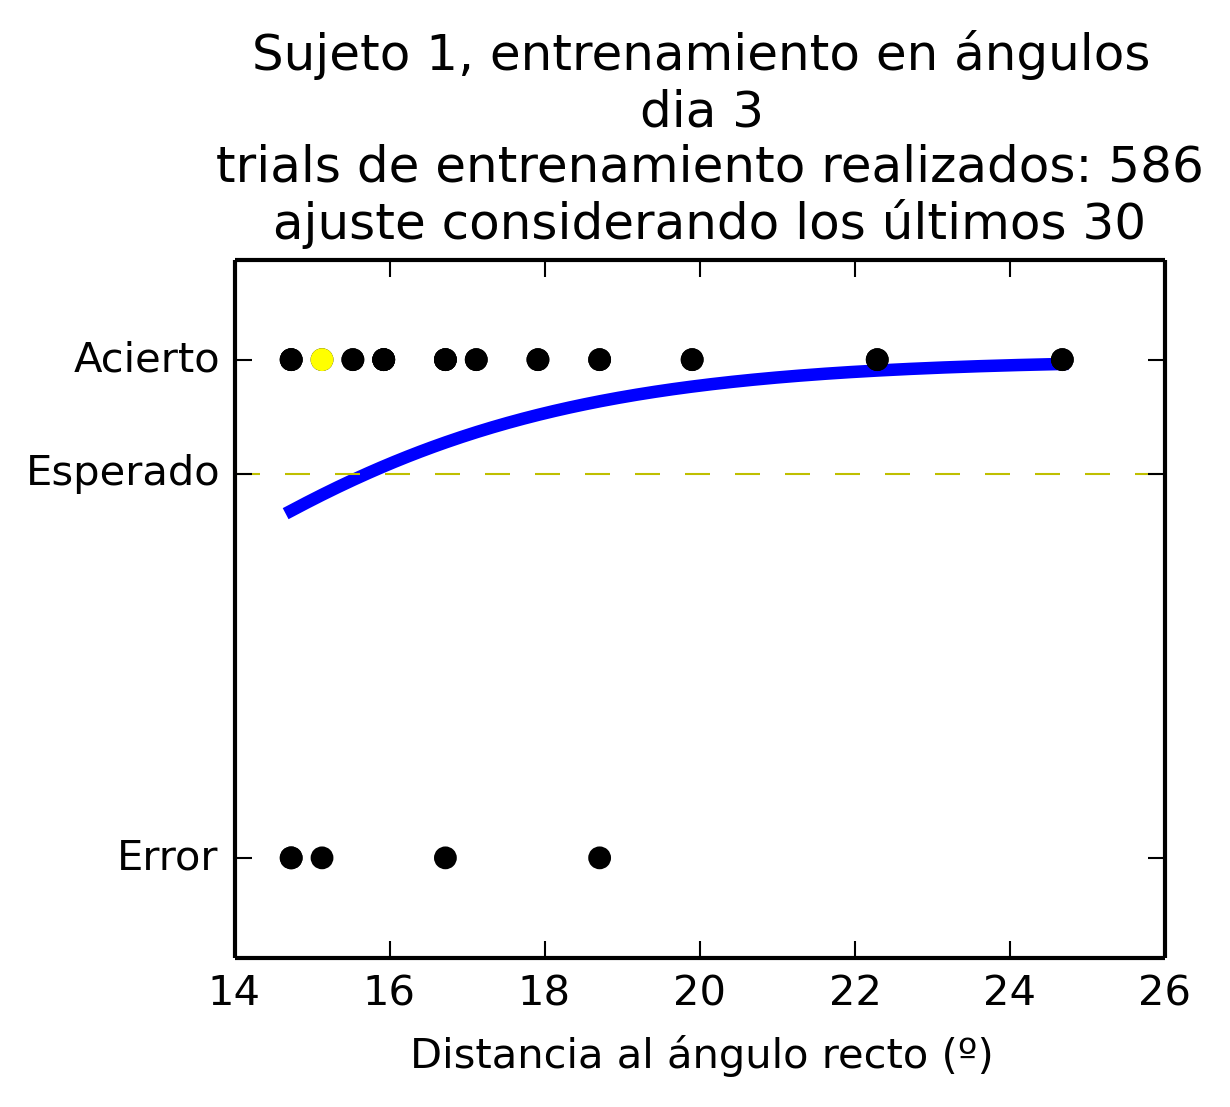 Sujeto 1, entrenamiento en ángulos
dia 3
trials de entrenamiento realizados: 586
ajuste considerando los últimos 30
Acierto
Esperado
Error
14 16 18 20 22 24 26
Distancia al ángulo recto (º)